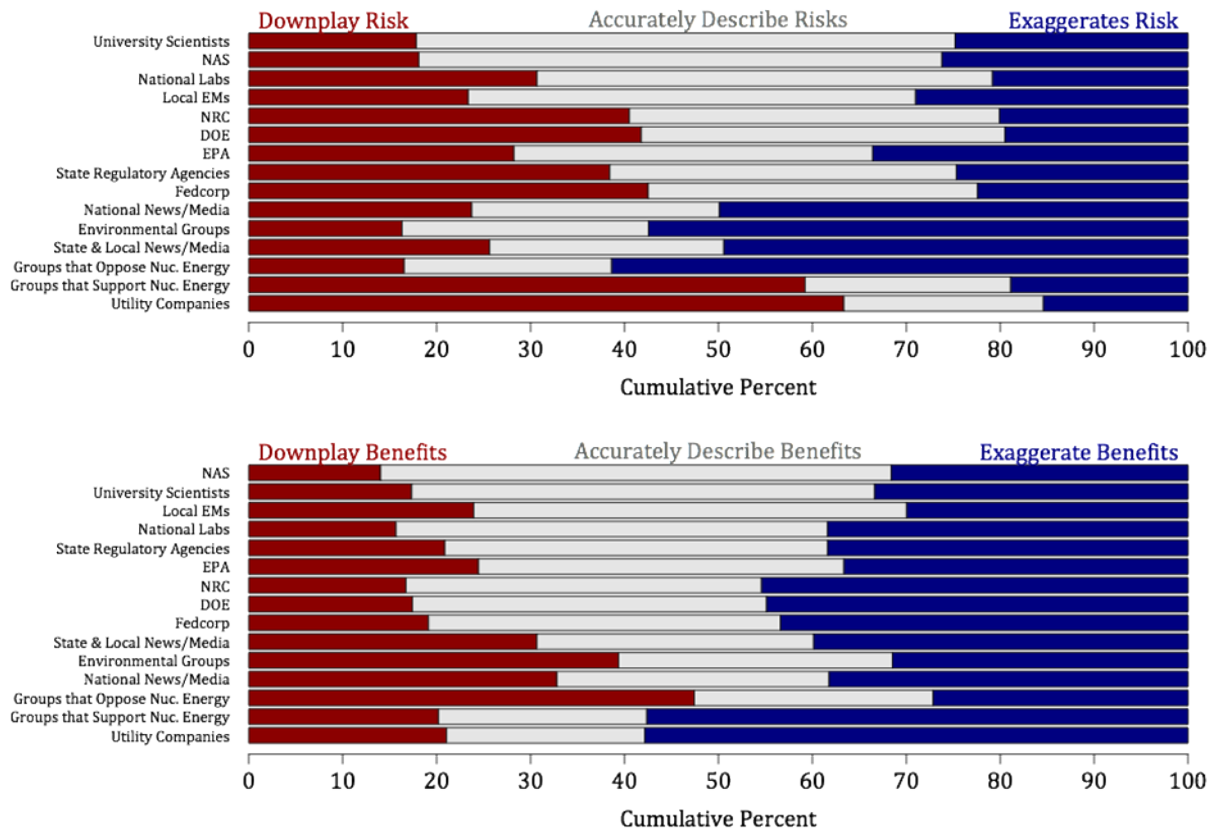 Downplay Risk Accurately Describe Risks Exaggerates Risk
University Scientists
NAS
National Labs
Local EMs
NRC
DOE
EPA
State Regulatory Agencies
Fedcorp
National News/Media
Environmental Groups
State & Local News/Media
Groups that Oppose Nuc. Energy
Groups that Support Nuc. Energy
Utility Companies
0 10 20 30 40 50 60 70 80 90 100
Cumulative Percent
Downplay Benefits Accurately Describe Benefits Exaggerate Benefits
NAS
University Scientists
Local EMs
National Labs
State Regulatory Agencies
EPA
NRC
DOE
Fedcorp
State & Local News/Media
Environmental Groups
National News/Media
Groups that Oppose Nuc. Energy
Groups that Support Nuc. Energy
Utility Companies
0 10 20 30 40 50 60 70 80 90 100
Cumulative Percent